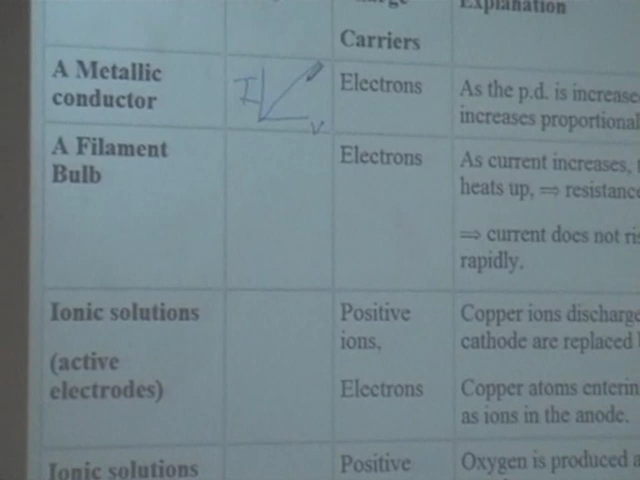 Explanation
Carriers
A Metallic
conductor
I
V
Electrons
As the p.d. is increase
increases proportional
A Filament
Bulb
Electrons
As current increases,
heats up, ⇒ resistance
⇒ current does not ris
rapidly.
Ionic solutions
(active
electrodes)
Positive
ions,
Electrons
Copper ions discharge
cathode are replaced
Copper atoms enterin
as ions in the anode.
Ionic solutions
Positive
Oxygen is produced a